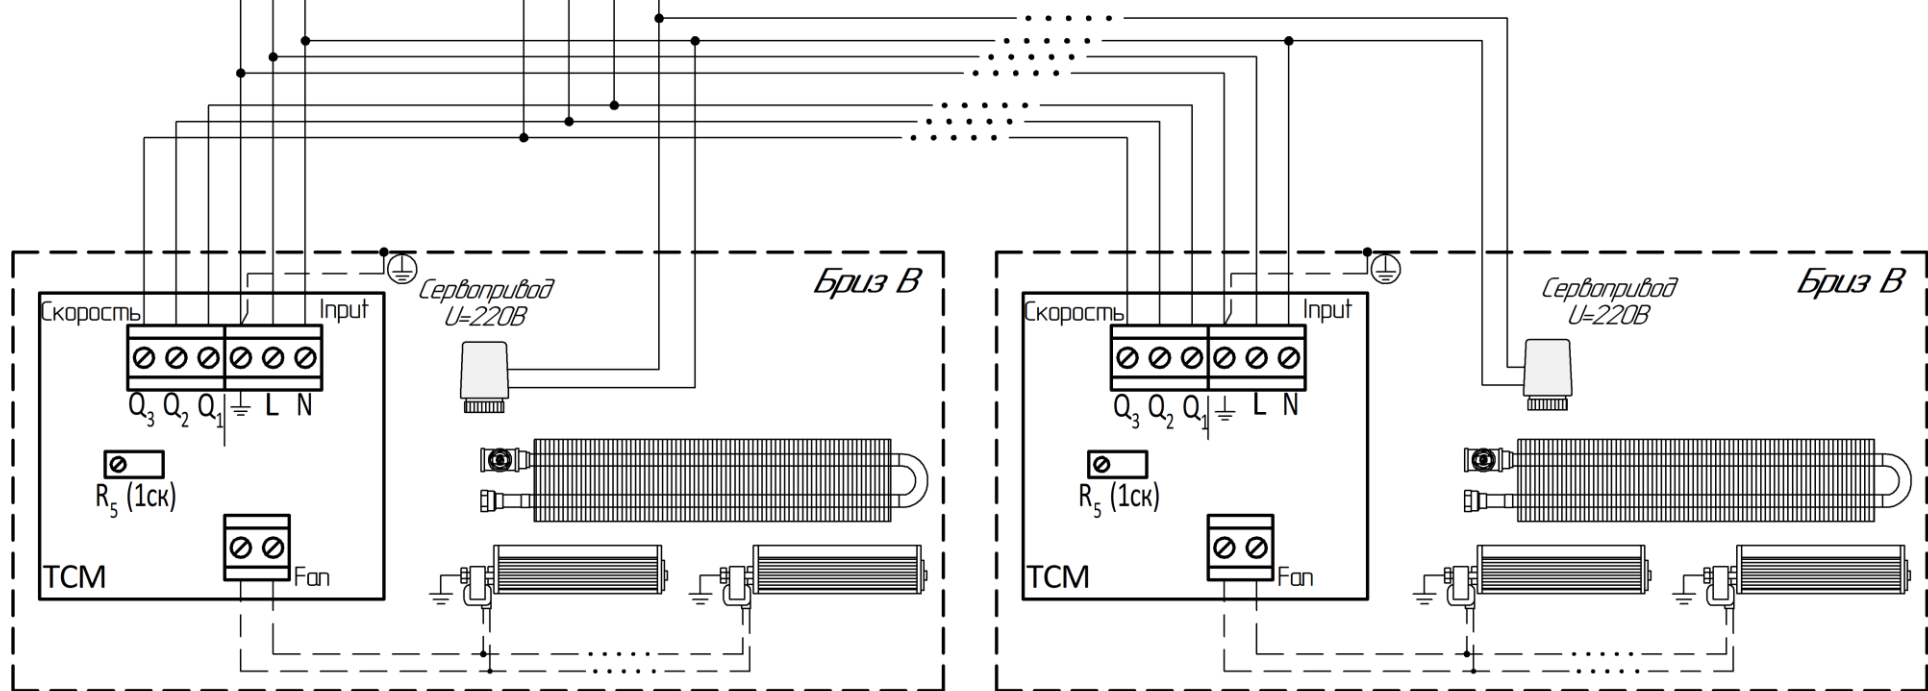 Бриз В
Сервопривод
U=220В
Скорость
Input
Q3 Q2 Q1 L N
R5 (1ск)
TCM
Fan
Бриз В
Сервопривод
U=220В
Скорость
Input
Q3 Q2 Q1 L N
R5 (1ск)
TCM
Fan